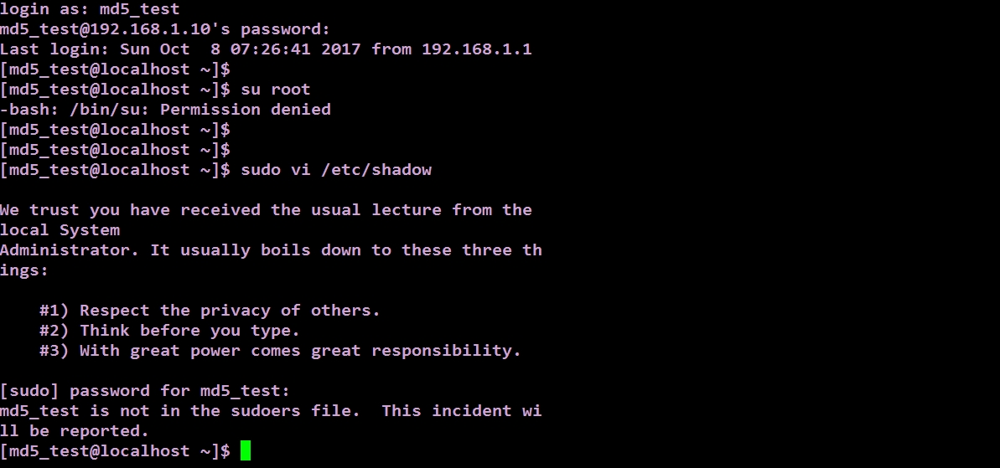 login as: md5_test
md5_test@192.168.1.10's password:
Last login: Sun Oct  8 07:26:41 2017 from 192.168.1.1
[md5_test@localhost ~]$
[md5_test@localhost ~]$ su root
-bash: /bin/su: Permission denied
[md5_test@localhost ~]$
[md5_test@localhost ~]$
[md5_test@localhost ~]$ sudo vi /etc/shadow
We trust you have received the usual lecture from the
local System
Administrator. It usually boils down to these three th
ings:
    #1) Respect the privacy of others.
    #2) Think before you type.
    #3) With great power comes great responsibility.
[sudo] password for md5_test:
md5_test is not in the sudoers file.  This incident wi
ll be reported.
[md5_test@localhost ~]$